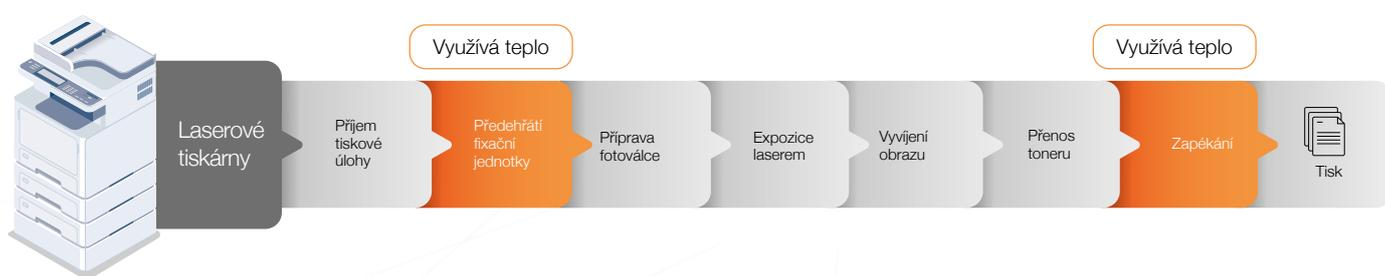 Využívá teplo
Využívá teplo
Laserové
tiskárny
Příjem
tiskové
úlohy
Předehřátí
fixační
jednotky
Příprava
fotoválce
Expozice
laserem
Vyvíjení
obrazu
Přenos
toneru
Zapékání
Tisk